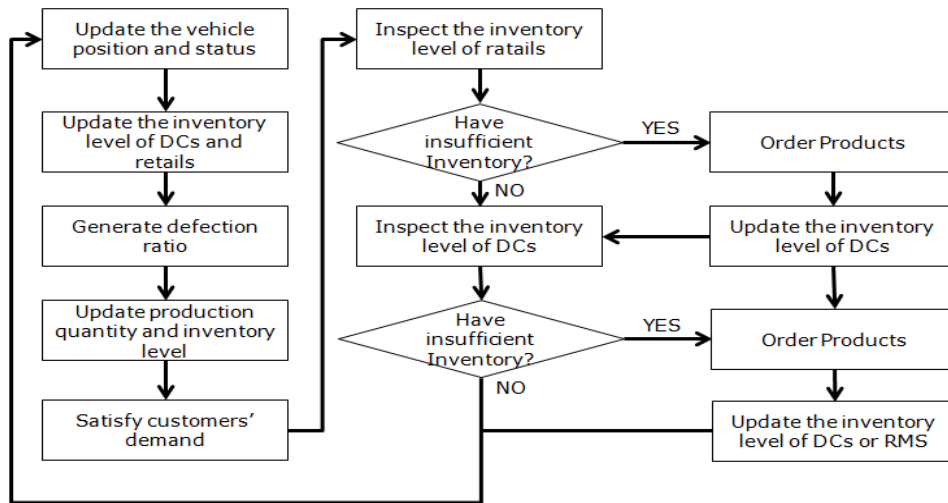 Update the vehicle
position and status
Update the inventory
level of DCs and
retails
Generate defection
ratio
Update production
quantity and inventory
level
Satisfy customers'
demand
Inspect the inventory
level of ratails
Have
insufficient
Inventory?
YES
NO
Order Products
Inspect the inventory
level of DCs
Update the inventory
level of DCs
Have
insufficient
Inventory?
YES
NO
Order Products
Update the inventory
level of DCs or RMS